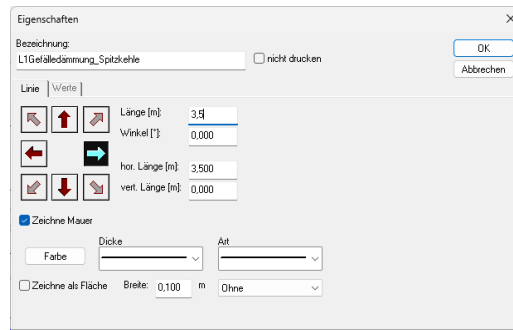 Eigenschaften
Bezeichnung:
L1Gefälledämmung_Spitzkehle
nicht drucken
OK
Abbrechen
Linie
Werte
Länge [m]: 3,5
Winkel [°]: 0,000
hor. Länge [m]: 3,500
vert. Länge [m]: 0,000
Zeichne Mauer
Dicke Art
Farbe
Zeichne als Fläche Breite: 0,100 m Ohne